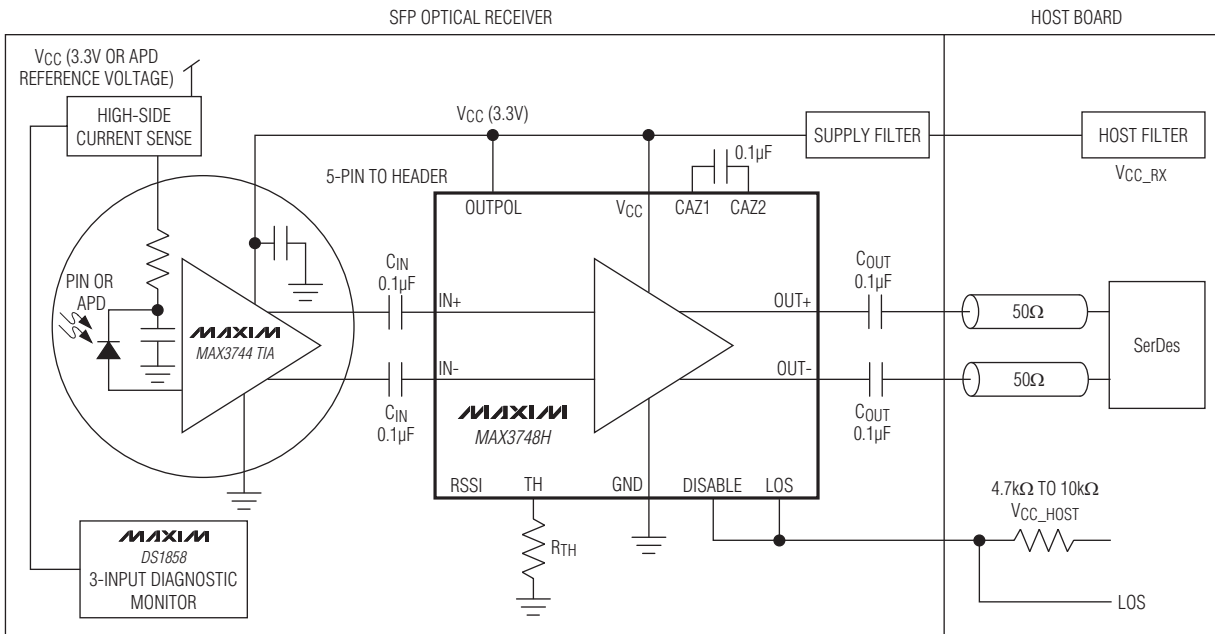 SFP OPTICAL RECEIVER
HOST BOARD
VCC (3.3V OR APD
REFERENCE VOLTAGE)
HIGH-SIDE
CURRENT SENSE
VCC (3.3V)
SUPPLY FILTER
HOST FILTER
VCC_RX
5-PIN TO HEADER
0.1µF
OUTPOL
VCC
CAZ1
CAZ2
PIN OR
APD
MAXIM
MAX3744 TIA
CIN
0.1µF
IN+
IN-
CIN
0.1µF
MAXIM
MAX3748H
OUT+
OUT-
COUT
0.1µF
COUT
0.1µF
50Ω
50Ω
SerDes
RSSI
TH
GND
DISABLE
LOS
RTH
4.7kΩ TO 10kΩ
VCC_HOST
LOS
MAXIM
DS1858
3-INPUT DIAGNOSTIC
MONITOR